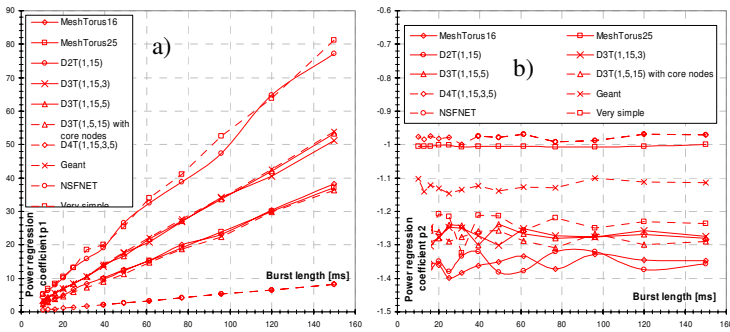 a)
Power regression
coefficient p1
90
80
70
60
50
40
30
20
10
0
0 20 40 60 80 100 120 140 160
Burst length [ms]
MeshTorus16
MeshTorus25
D2T(1,15)
D3T(1,15,3)
D3T(1,15,5)
D3T(1,5,15) with
core nodes
D4T(1,15,3,5)
Geant
NSFNET
Very simple
b)
Power regression
coefficient p2
-0.6
-0.7
-0.8
-0.9
-1
-1.1
-1.2
-1.3
-1.4
-1.5
0 20 40 60 80 100 120 140 160
Burst length [ms]
MeshTorus16 MeshTorus25
D2T(1,15) D3T(1,15,3)
D3T(1,15,5) D3T(1,5,15) with core nodes
D4T(1,15,3,5) Geant
NSFNET Very simple